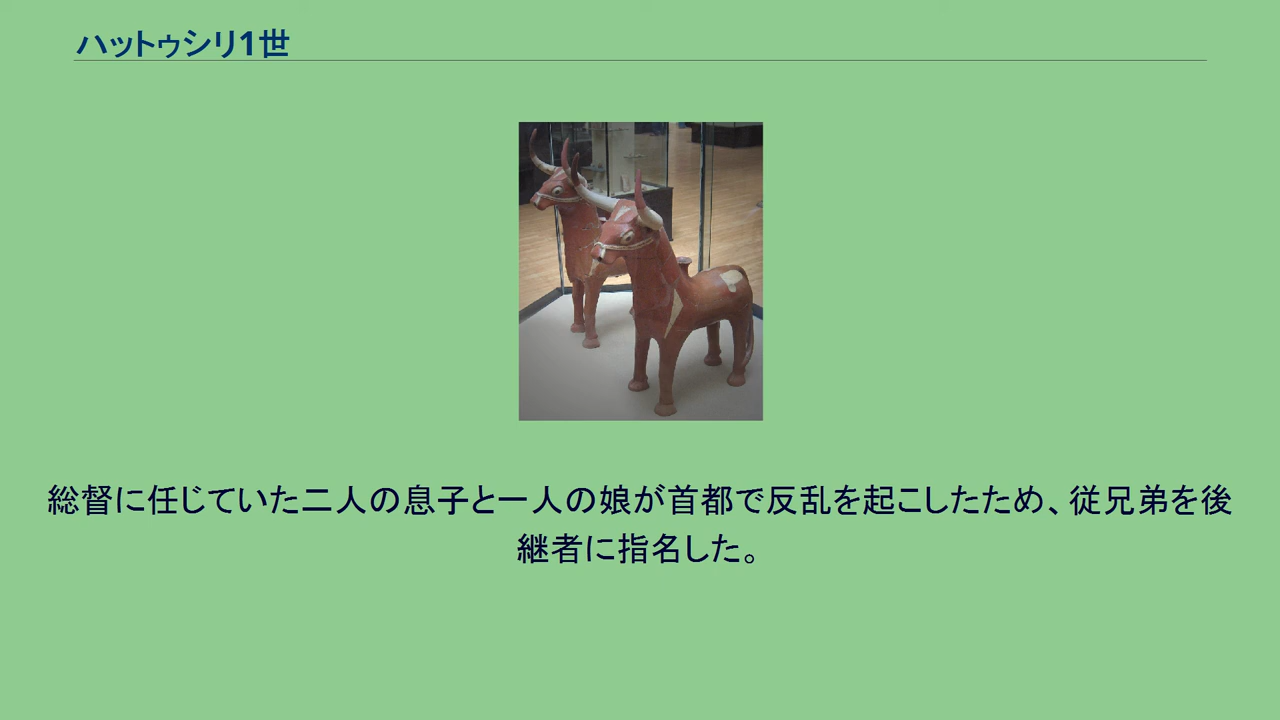 ハットゥシリ1世
総督に任じていた二人の息子と一人の娘が首都で反乱を起こしたため、従兄弟を後
継者に指名した。